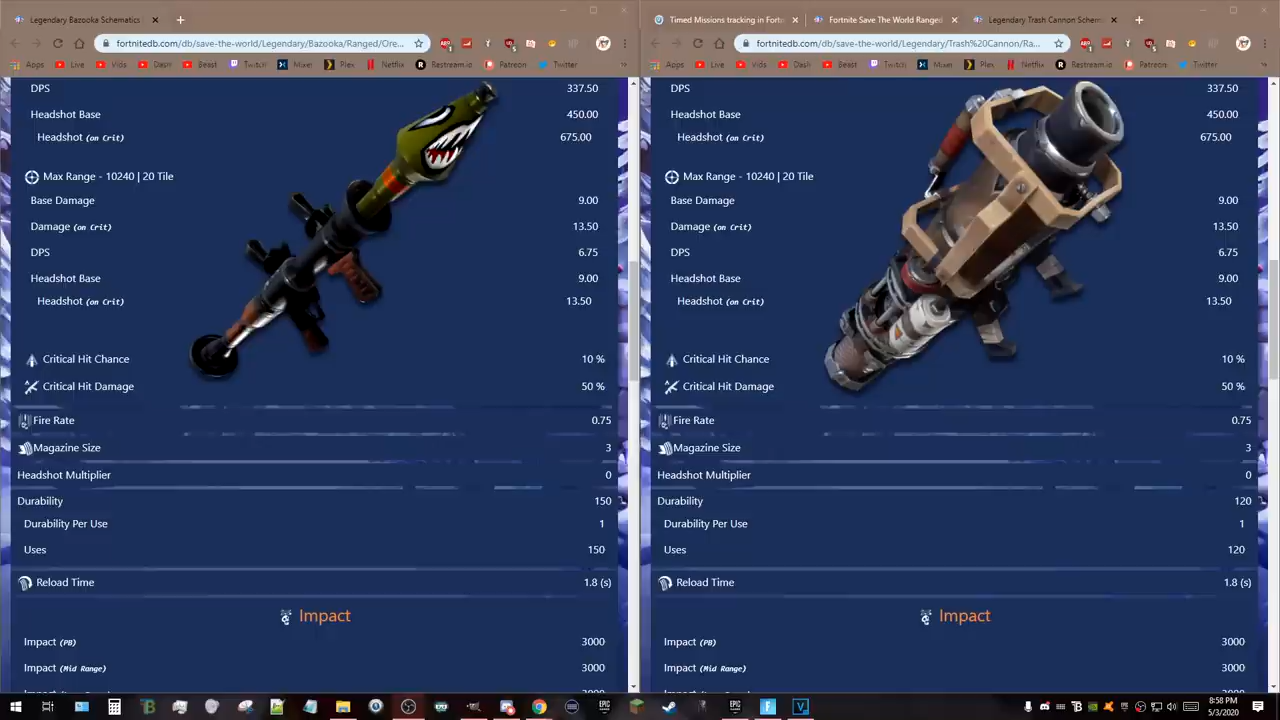 Legendary Bazooka Schematics
fortnitedb.com/db/save-the-world/Legendary/Bazooka/Ranged/Ore...
Apps Live Vids Dash Beast Twitch Mixer Plex Netflix Restream.io Patreon Twitter »
DPS 337.50
Headshot Base 450.00
Headshot (on Crit) 675.00
Max Range - 10240 | 20 Tile
Base Damage 9.00
Damage (on Crit) 13.50
DPS 6.75
Headshot Base 9.00
Headshot (on Crit) 13.50
Critical Hit Chance 10 %
Critical Hit Damage 50 %
Fire Rate 0.75
Magazine Size 3
Headshot Multiplier 0
Durability 150
Durability Per Use 1
Uses 150
Reload Time 1.8 (s)
Impact
Impact (PB) 3000
Impact (Mid Range) 3000
Timed Missions tracking in Fortn
Fortnite Save The World Ranged
Legendary Trash Cannon Schem
fortnitedb.com/db/save-the-world/Legendary/Trash%20Cannon/Ra...
Apps Live Vids Dash Beast Twitch Mixer Plex Netflix Restream.io Patreon Twitter »
DPS 337.50
Headshot Base 450.00
Headshot (on Crit) 675.00
Max Range - 10240 | 20 Tile
Base Damage 9.00
Damage (on Crit) 13.50
DPS 6.75
Headshot Base 9.00
Headshot (on Crit) 13.50
Critical Hit Chance 10 %
Critical Hit Damage 50 %
Fire Rate 0.75
Magazine Size 3
Headshot Multiplier 0
Durability 120
Durability Per Use 1
Uses 120
Reload Time 1.8 (s)
Impact
Impact (PB) 3000
Impact (Mid Range) 3000
8:58 PM
5/3/2020